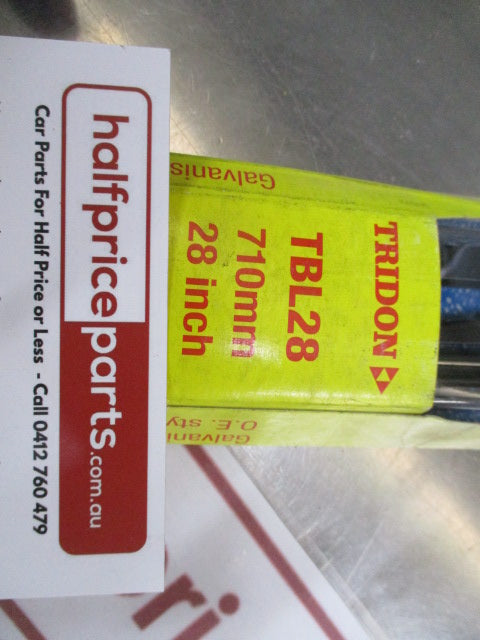 halfpriceparts.com.au
Car Parts For Half Price or Less - Call 0412 760 479
TRIDON
TBL28
710mm
28 inch
Galvanis
Galvani
O.E. sty
ri